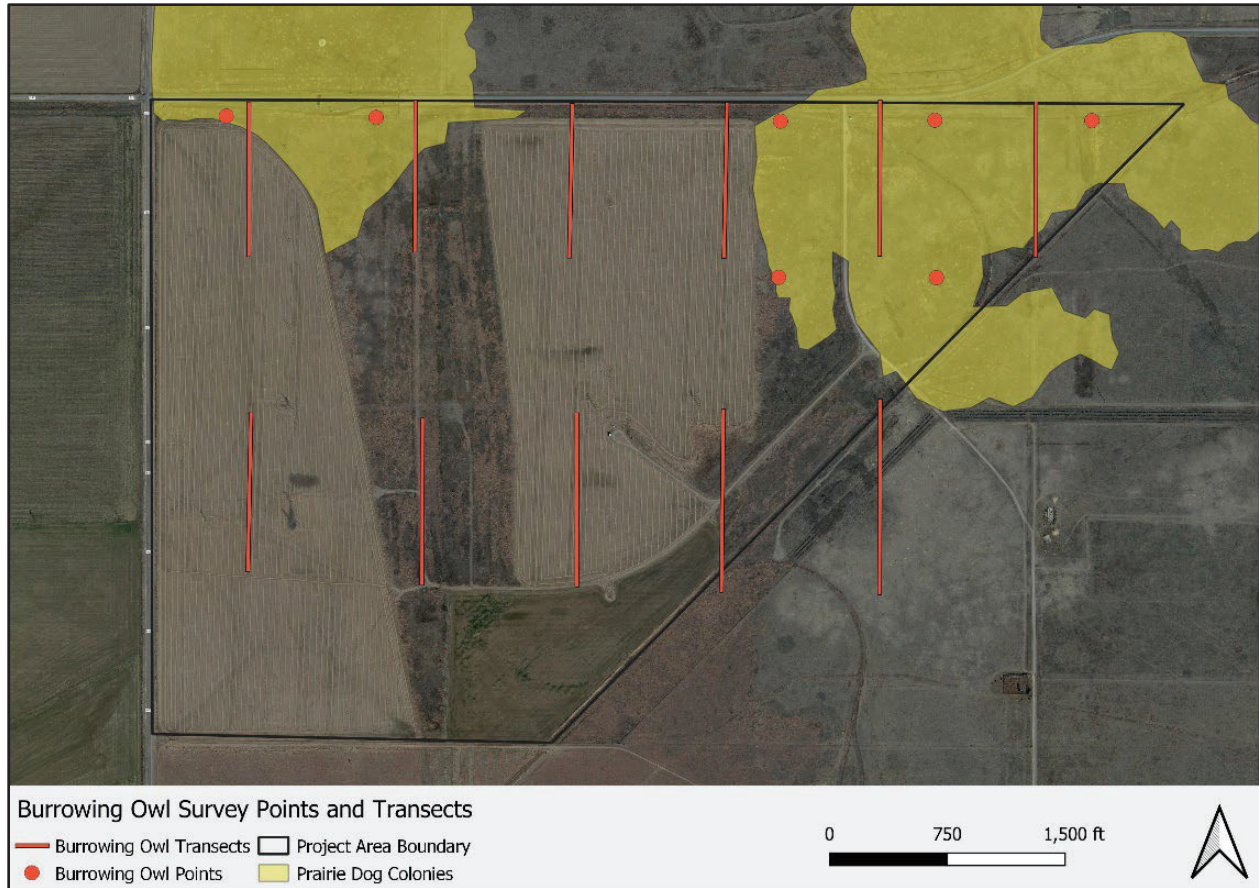 Burrowing Owl Survey Points and Transects
Burrowing Owl Transects
Project Area Boundary
Burrowing Owl Points
Prairie Dog Colonies
0 750 1,500 ft